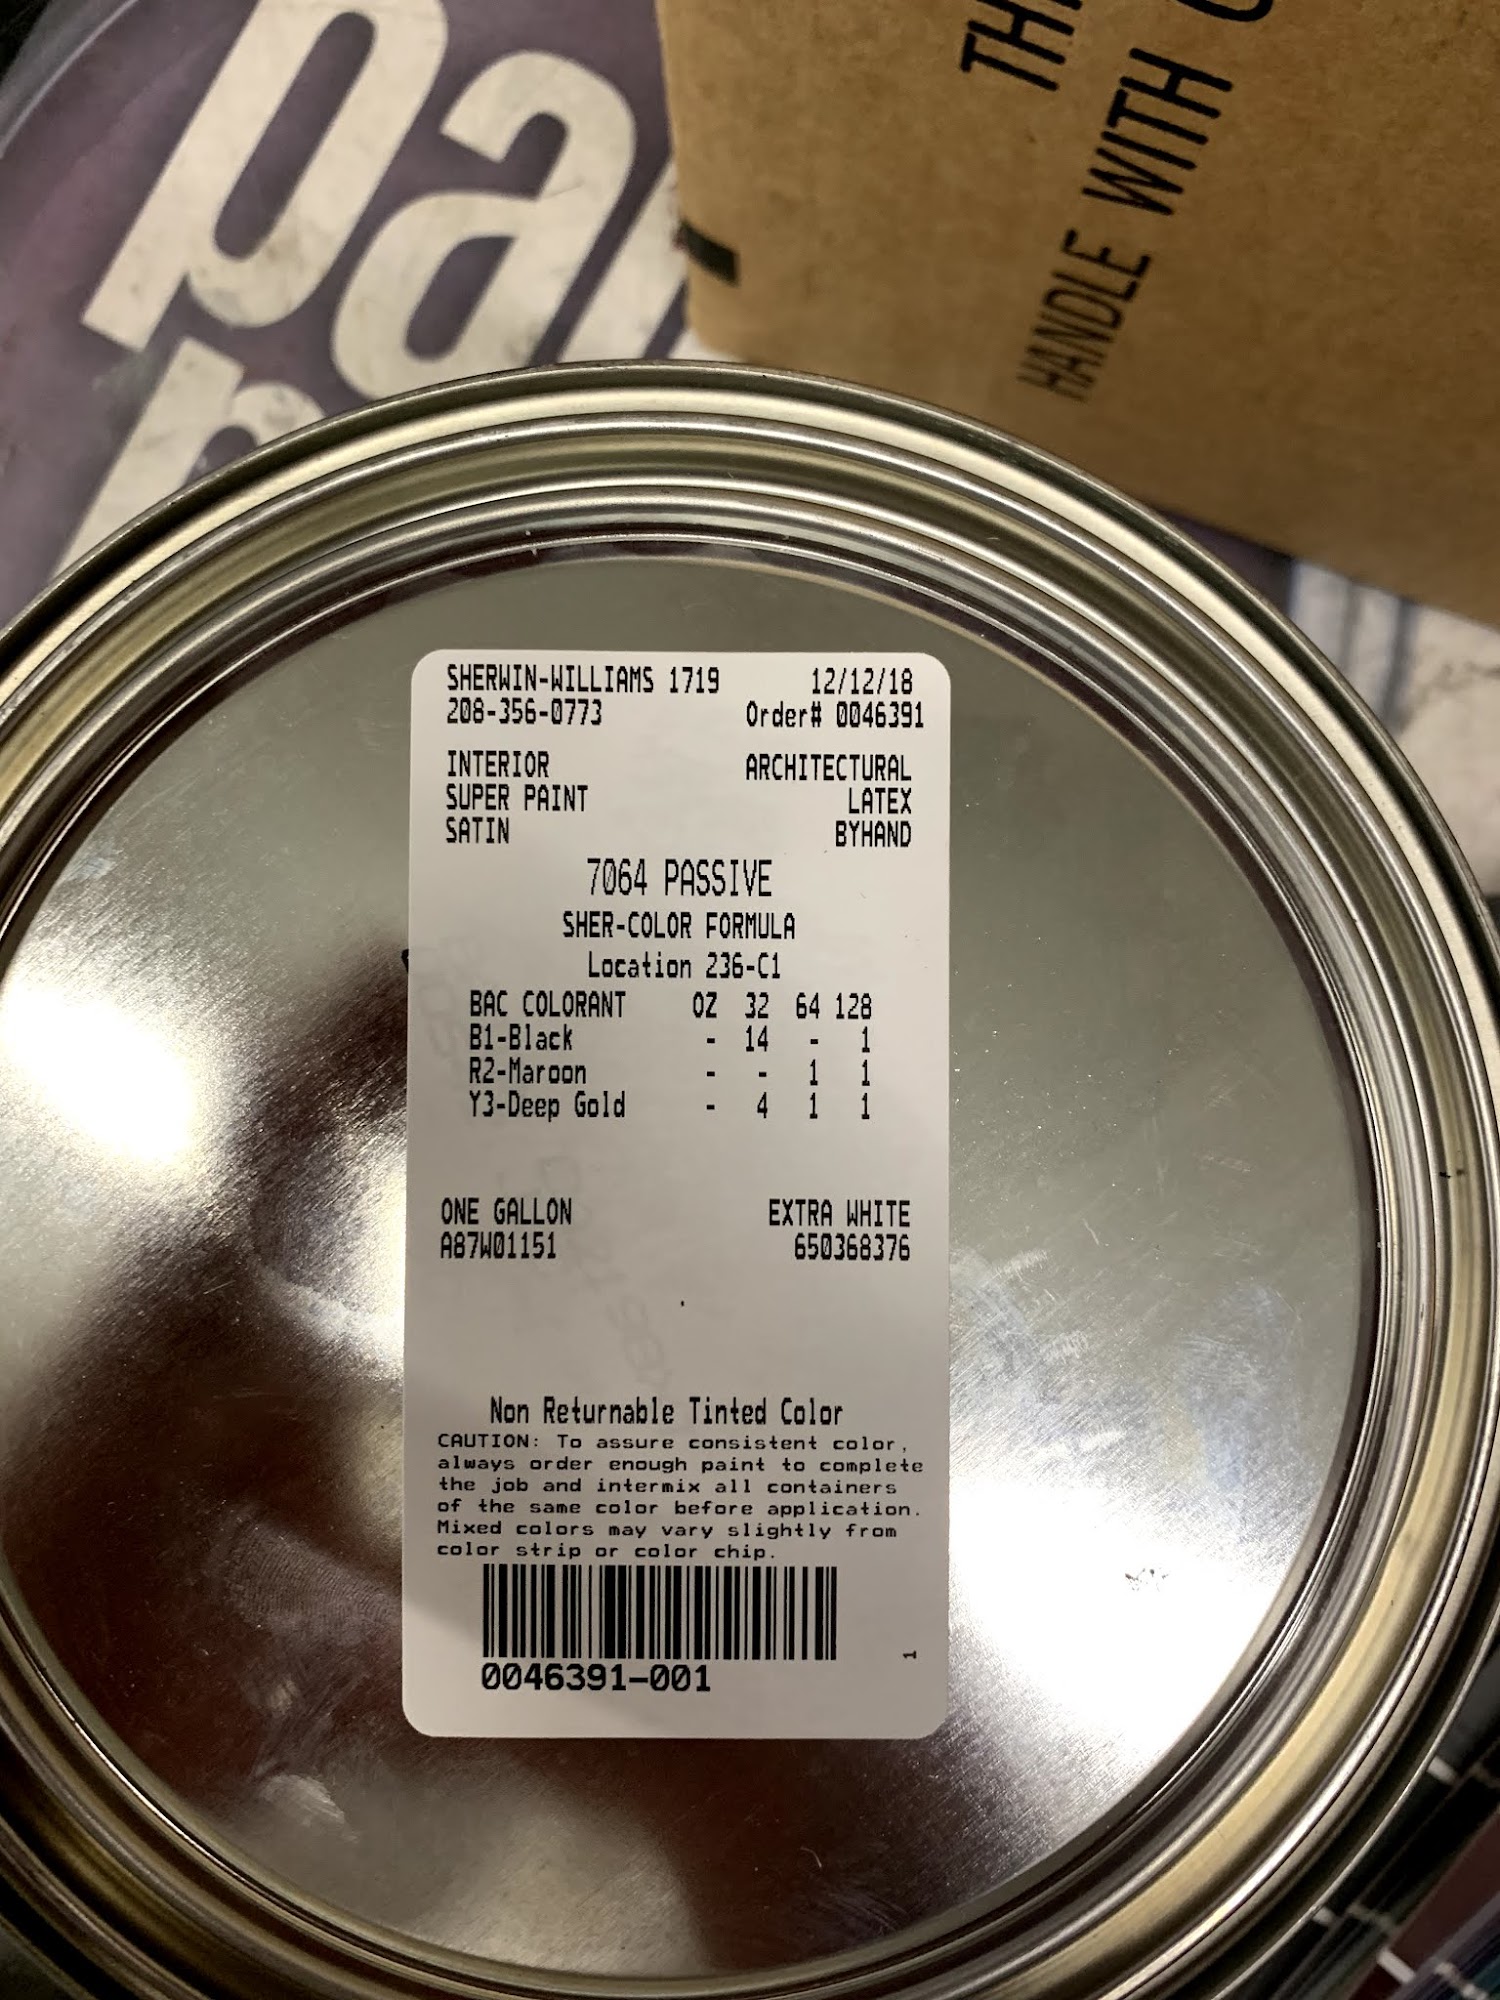 pai
THI
HANDLE WITH
SHERWIN-WILLIAMS 1719 12/12/18
208-356-0773 Order# 0046391
INTERIOR ARCHITECTURAL
SUPER PAINT LATEX
SATIN BYHAND
7064 PASSIVE
SHER-COLOR FORMULA
Location 236-C1
BAC COLORANT OZ 32 64 128
B1-Black - 14 - 1
R2-Maroon - - 1 1
Y3-Deep Gold - 4 1 1
ONE GALLON EXTRA WHITE
A87W01151 650368376
Non Returnable Tinted Color
CAUTION: To assure consistent color,
always order enough paint to complete
the job and intermix all containers
of the same color before application.
Mixed colors may vary slightly from
color strip or color chip.
0046391-001
1